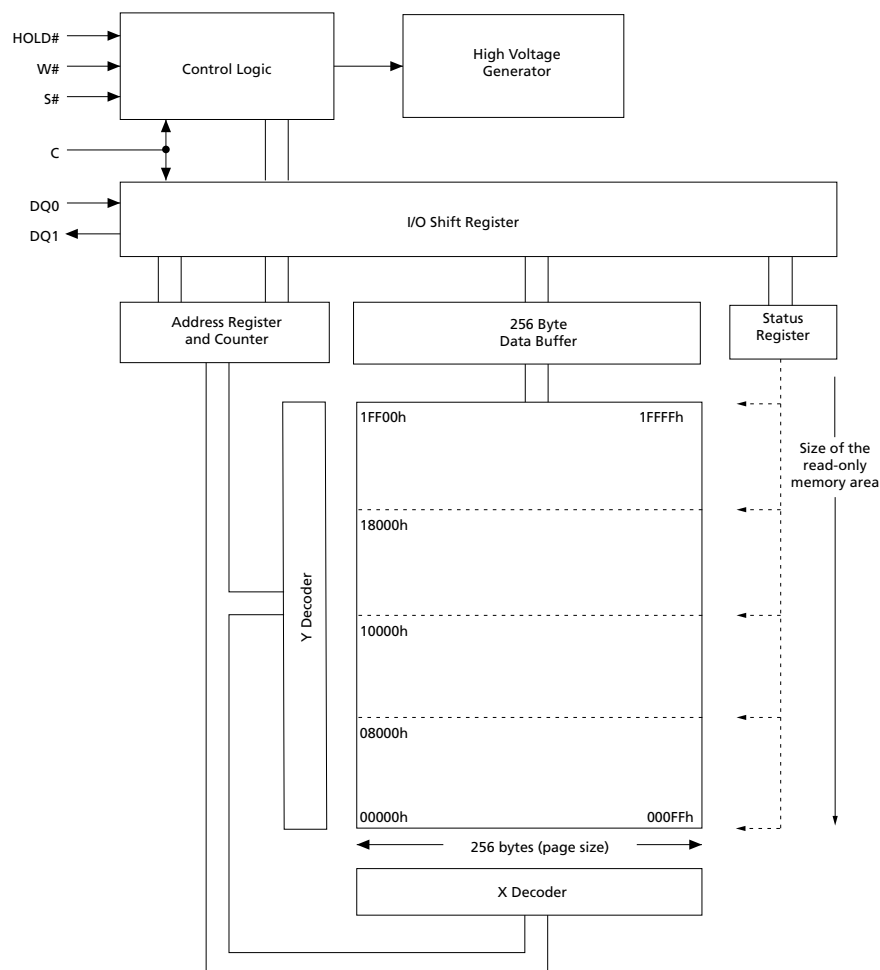 HOLD#
W#
S#
Control Logic
High Voltage
Generator
C
DQ0
DQ1
I/O Shift Register
Address Register
and Counter
256 Byte
Data Buffer
Status
Register
1FF00h
1FFFFh
Size of the
read-only
memory area
18000h
Y Decoder
10000h
08000h
00000h
000FFh
256 bytes (page size)
X Decoder